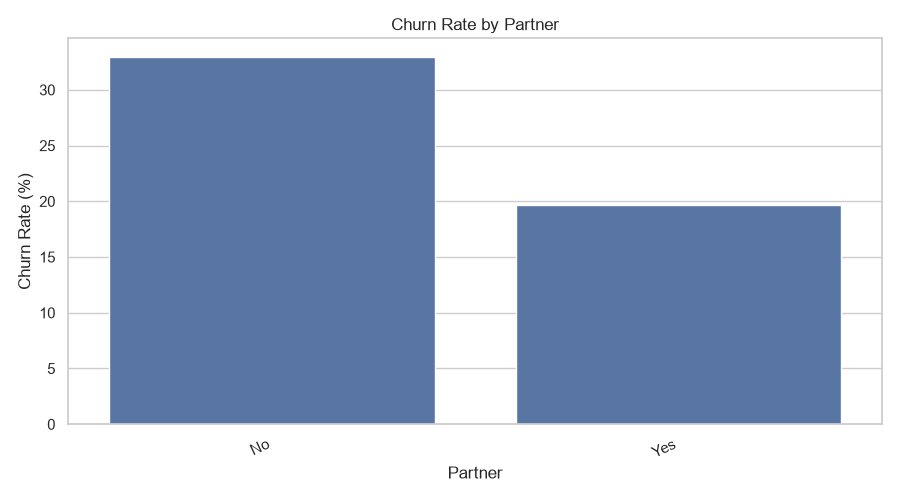 Churn Rate by Partner
Churn Rate (%)
30
25
20
15
10
5
0
No
Yes
Partner